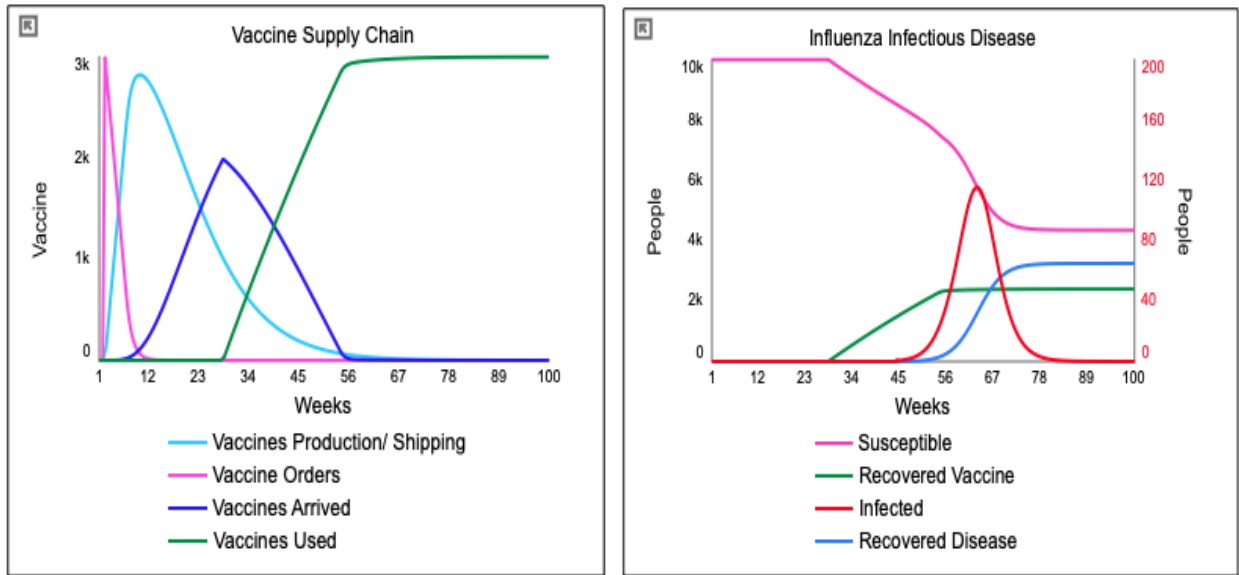 Vaccine Supply Chain
3k
2k
1k
0
Vaccine
1 12 23 34 45 56 67 78 89 100
Weeks
Vaccines Production/ Shipping
Vaccine Orders
Vaccines Arrived
Vaccines Used
Influenza Infectious Disease
10k
8k
6k
4k
2k
0
People
200
160
120
80
40
0
People
1 12 23 34 45 56 67 78 89 100
Weeks
Susceptible
Recovered Vaccine
Infected
Recovered Disease